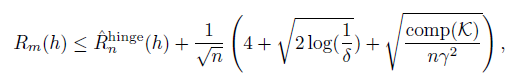 $R_m(h) \leq \hat{R}_n^{\text{hinge}}(h) + \frac{1}{\sqrt{n}} \left( 4 + \sqrt{2 \log(\frac{1}{\delta})} + \sqrt{\frac{\text{comp}(\mathcal{K})}{n\gamma^2}} \right),$